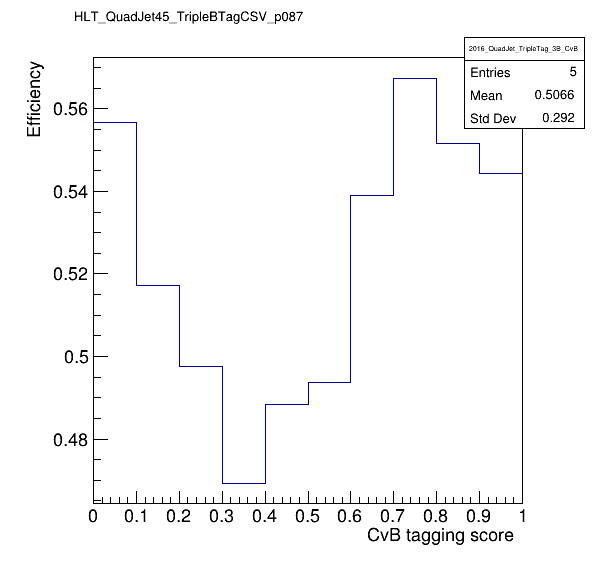 HLT_QuadJet45_TripleBTagCSV_p087
2016_QuadJet_TripleTag_3B_CvB
Entries 5
Mean 0.5066
Std Dev 0.292
Efficiency
0.56
0.54
0.52
0.5
0.48
0 0.1 0.2 0.3 0.4 0.5 0.6 0.7 0.8 0.9 1
CvB tagging score